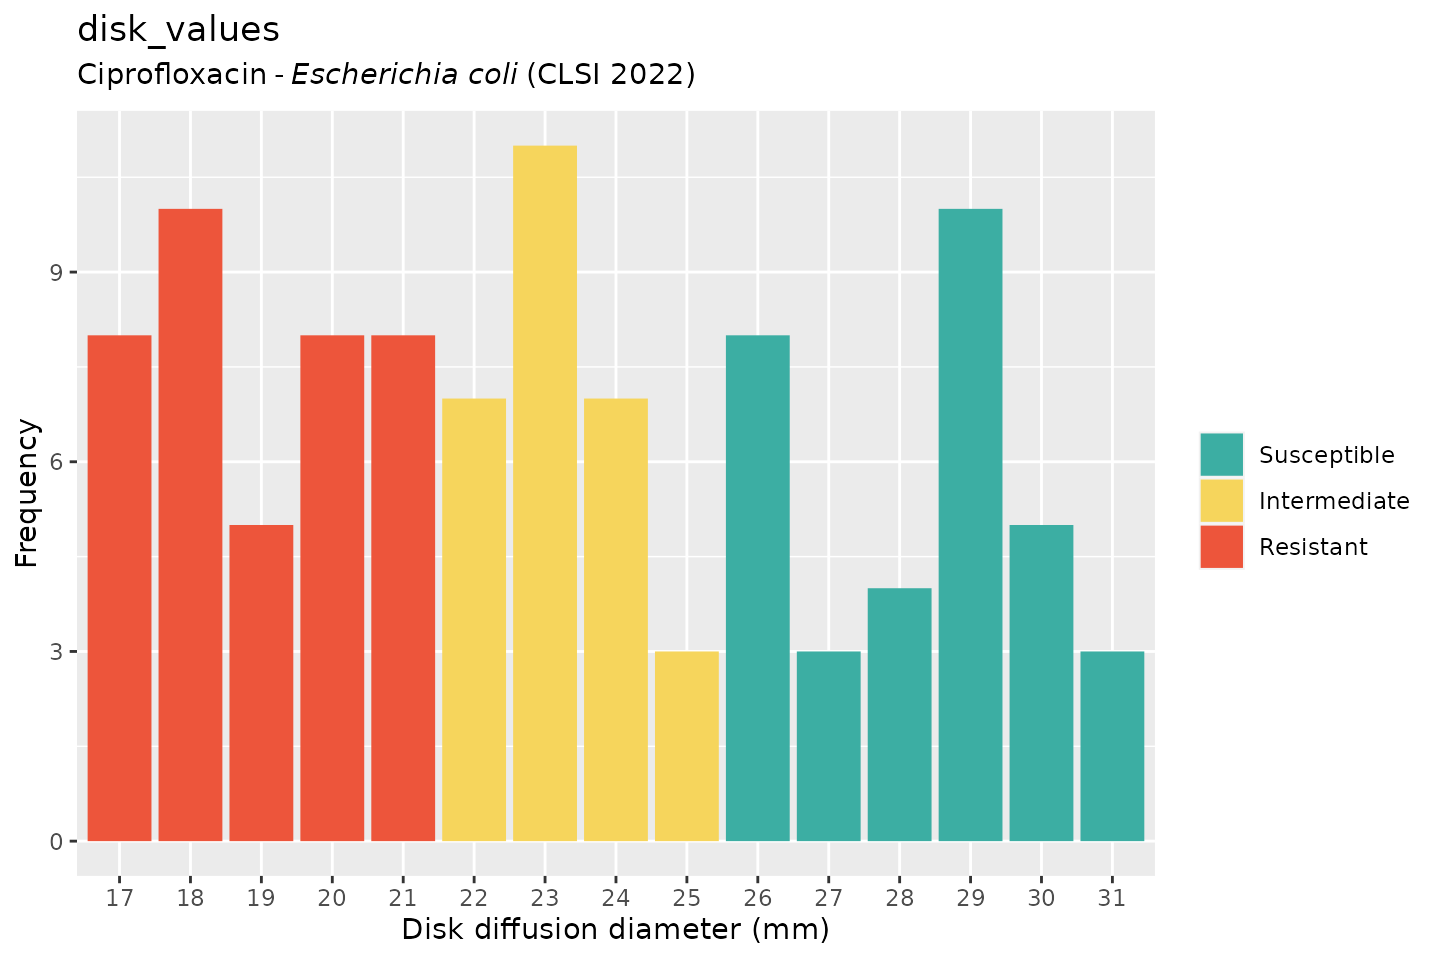 disk_values
Ciprofloxacin - Escherichia coli (CLSI 2022)
Frequency
9
6
3
0
17 18 19 20 21 22 23 24 25 26 27 28 29 30 31
Disk diffusion diameter (mm)
Susceptible
Intermediate
Resistant